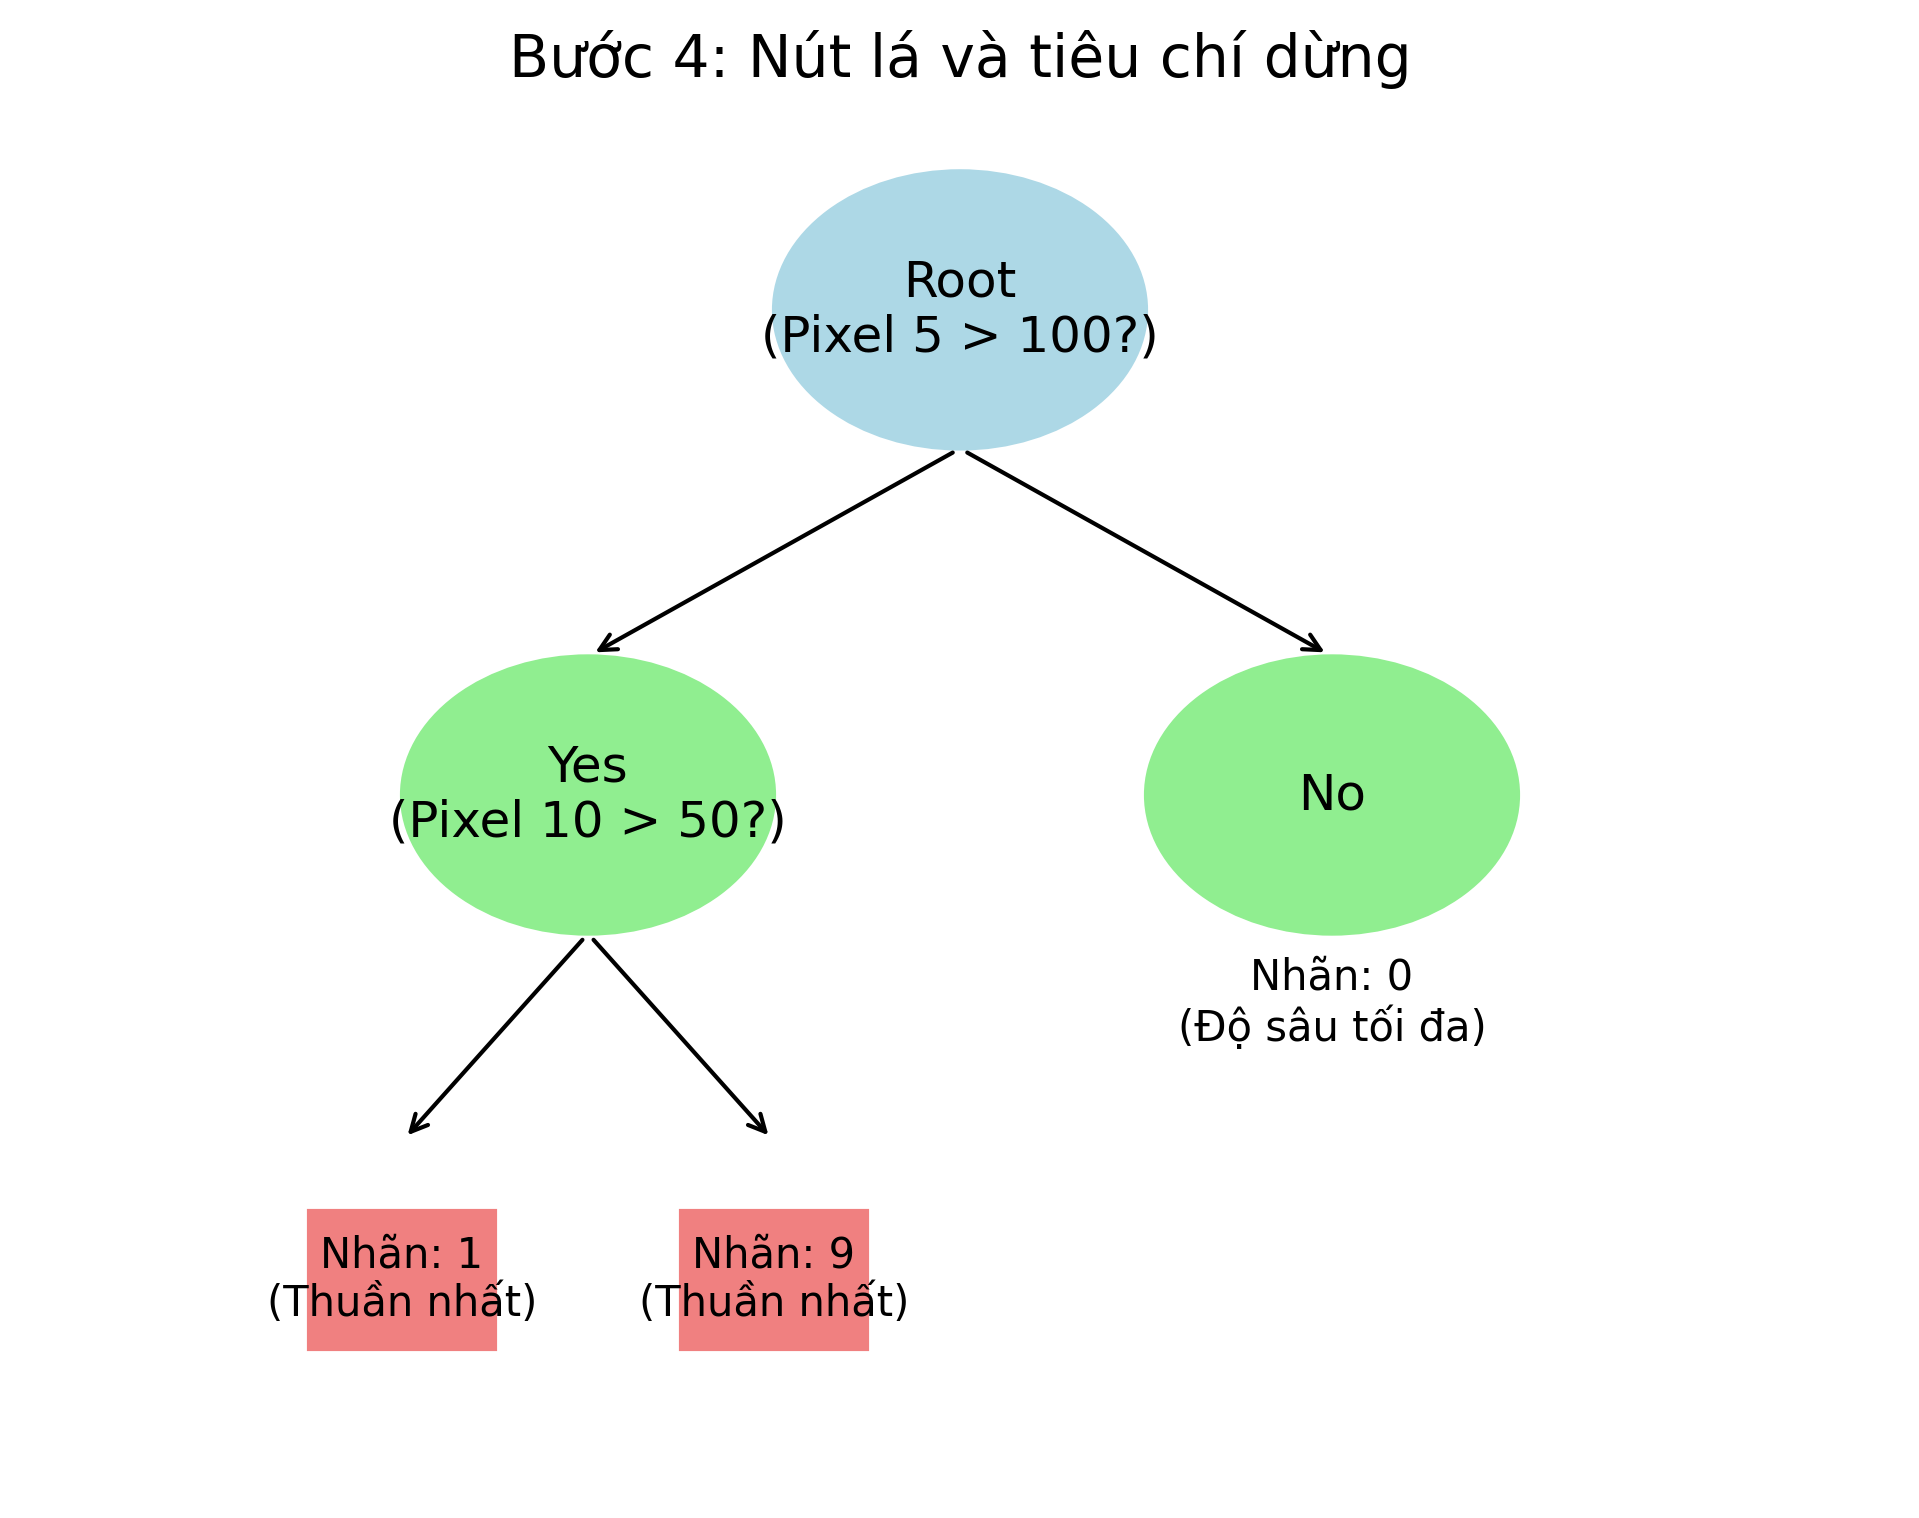 Bước 4: Nút lá và tiêu chí dừng
Root
(Pixel 5 > 100?)
Yes
(Pixel 10 > 50?)
No
Nhãn: 0
(Độ sâu tối đa)
Nhãn: 1
(Thuần nhất)
Nhãn: 9
(Thuần nhất)